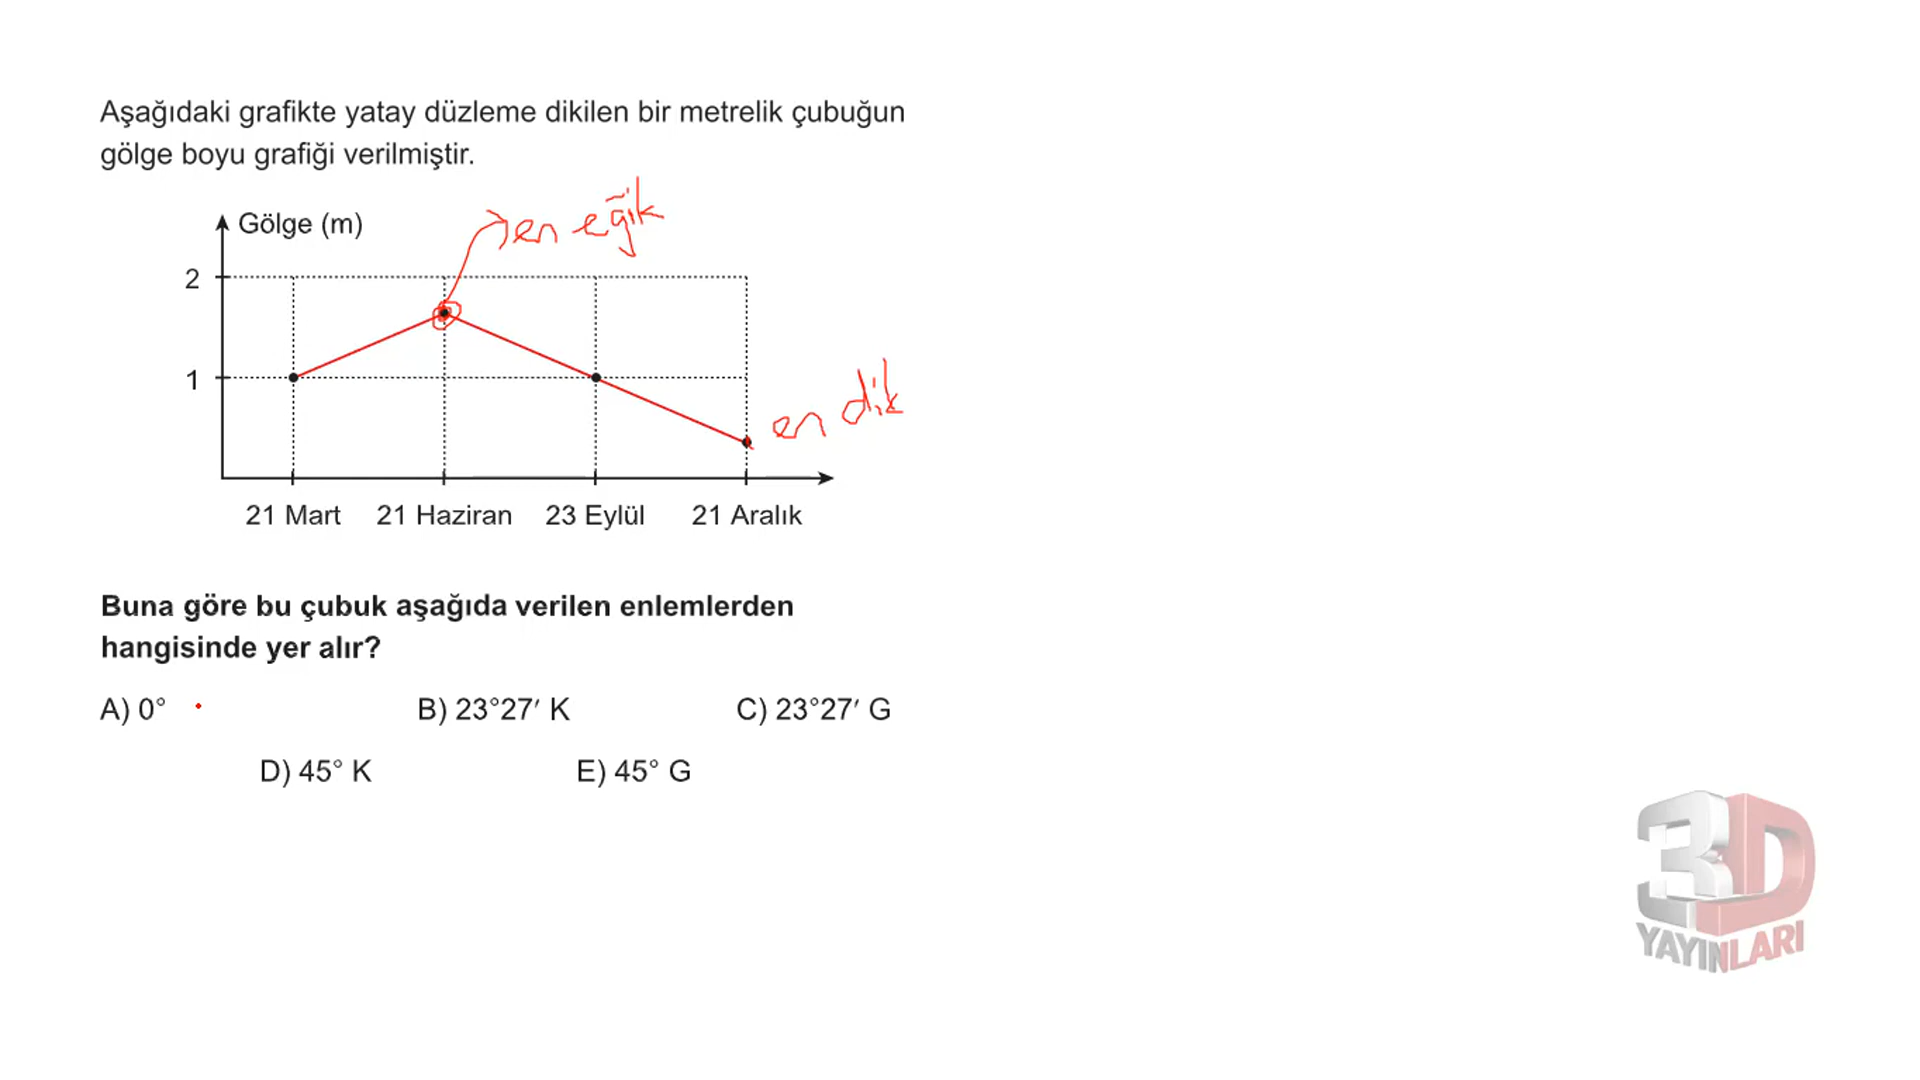 Aşağıdaki grafikte yatay düzleme dikilen bir metrelik çubuğun
gölge boyu grafiği verilmiştir.
Gölge (m)
en eğik
2
1
en dik
21 Mart 21 Haziran 23 Eylül 21 Aralık
Buna göre bu çubuk aşağıda verilen enlemlerden
hangisinde yer alır?
A) 0° B) 23°27′ K C) 23°27′ G
D) 45° K E) 45° G
3D
YAYINLARI